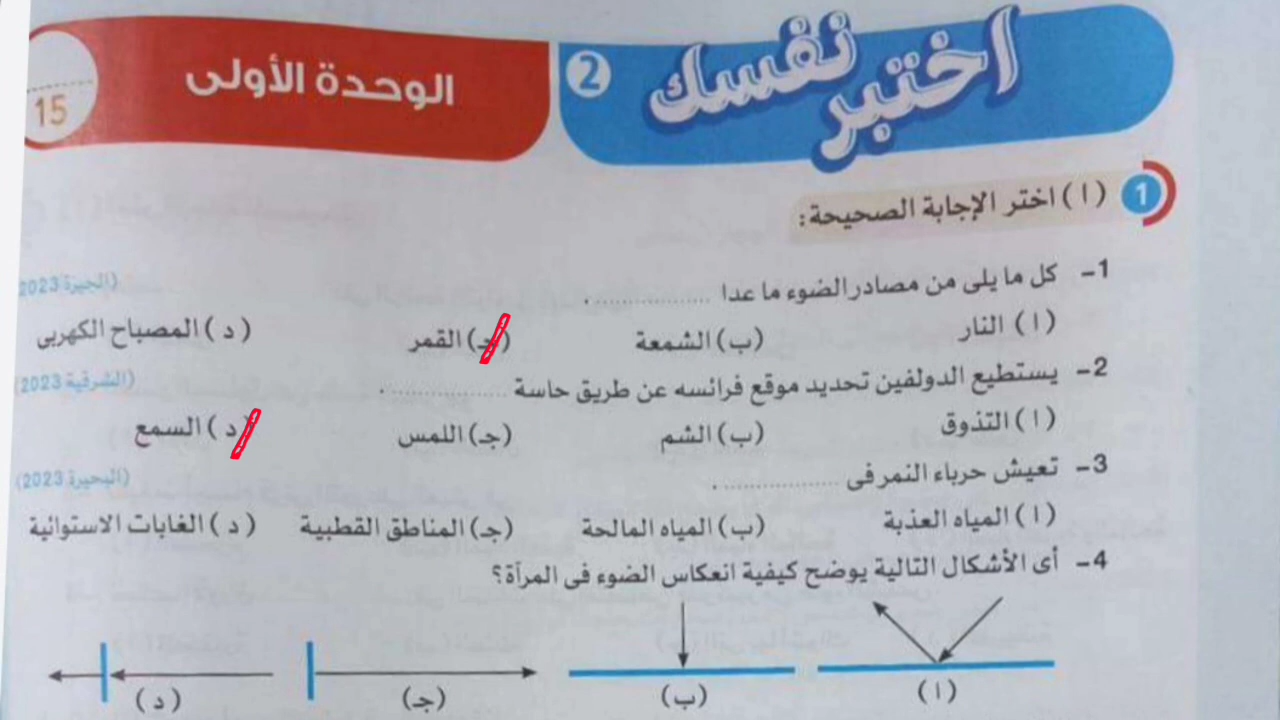 اختبر نفسك 2 الوحدة الأولى 15
1 (ا) اختر الإجابة الصحيحة:
1- كل ما يلى من مصادر الضوء ما عدا ................ . (الجيزة 2023)
(ا) النار (ب) الشمعة (جـ) القمر (د) المصباح الكهربى
2- يستطيع الدولفين تحديد موقع فرائسه عن طريق حاسة ................ . (الشرقية 2023)
(ا) التذوق (ب) الشم (جـ) اللمس (د) السمع
3- تعيش حرباء النمر فى ................ . (البحيرة 2023)
(ا) المياه العذبة (ب) المياه المالحة (جـ) المناطق القطبية (د) الغابات الاستوائية
4- أى الأشكال التالية يوضح كيفية انعكاس الضوء فى المرآة؟
(ا) (ب) (جـ) (د)